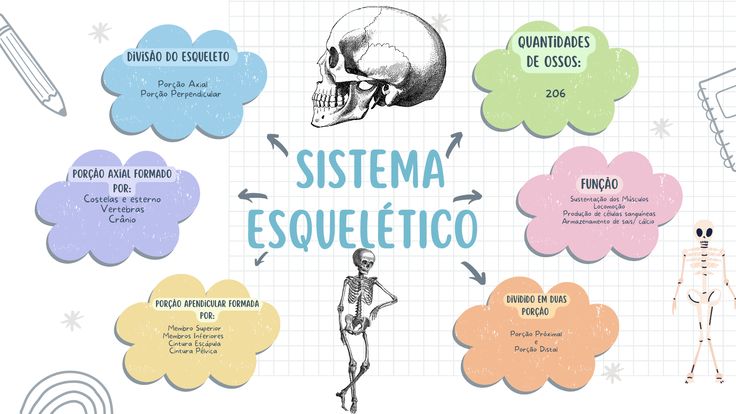 DIVISÃO DO ESQUELETO
Porção Axial
Porção Perpendicular
QUANTIDADES
DE OSSOS:
206
SISTEMA
ESQUELÉTICO
PORÇÃO AXIAL FORMADO
POR:
Costelas e esterno
Vertebras
Crânio
FUNÇÃO
Sustentação dos Músculos
Locomoção
Produção de células sanguíneas
Armazenamento de sais/ cálcio
PORÇÃO APENDICULAR FORMADA
POR:
Membro Superior
Membros Inferiores
Cintura Escápula
Cintura Pélvica
DIVIDIDO EM DUAS
PORÇÃO
Porção Próximal
e
Porção Distal